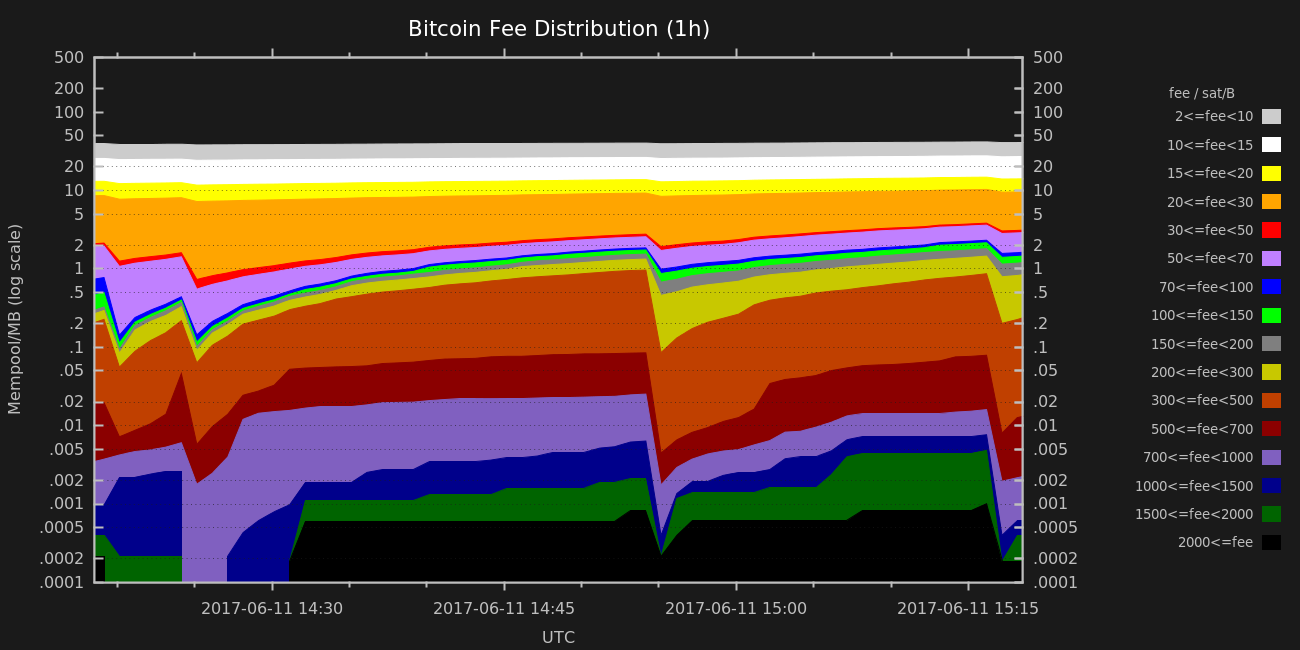 Bitcoin Fee Distribution (1h)
Mempool/MB (log scale)
500
200
100
50
20
10
5
2
1
.5
.2
.1
.05
.02
.01
.005
.002
.001
.0005
.0002
.0001
500
200
100
50
20
10
5
2
1
.5
.2
.1
.05
.02
.01
.005
.002
.001
.0005
.0002
.0001
2017-06-11 14:30
2017-06-11 14:45
2017-06-11 15:00
2017-06-11 15:15
UTC
fee / sat/B
2<=fee<10
10<=fee<15
15<=fee<20
20<=fee<30
30<=fee<50
50<=fee<70
70<=fee<100
100<=fee<150
150<=fee<200
200<=fee<300
300<=fee<500
500<=fee<700
700<=fee<1000
1000<=fee<1500
1500<=fee<2000
2000<=fee